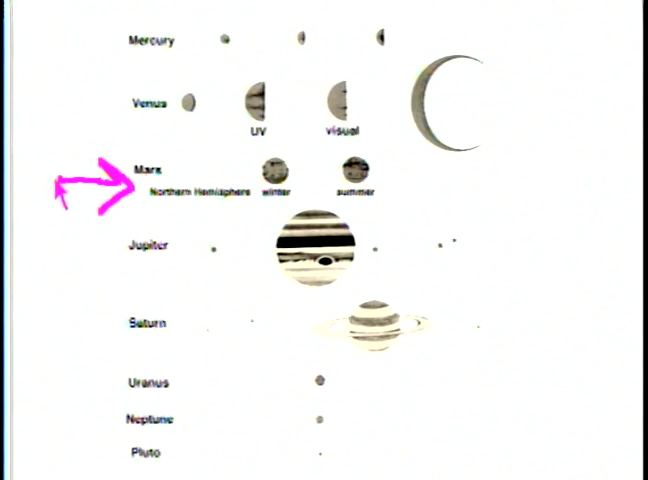 Mercury
Venus
UV
visual
Mars
Northern Hemisphere winter summer
Jupiter
Saturn
Uranus
Neptune
Pluto